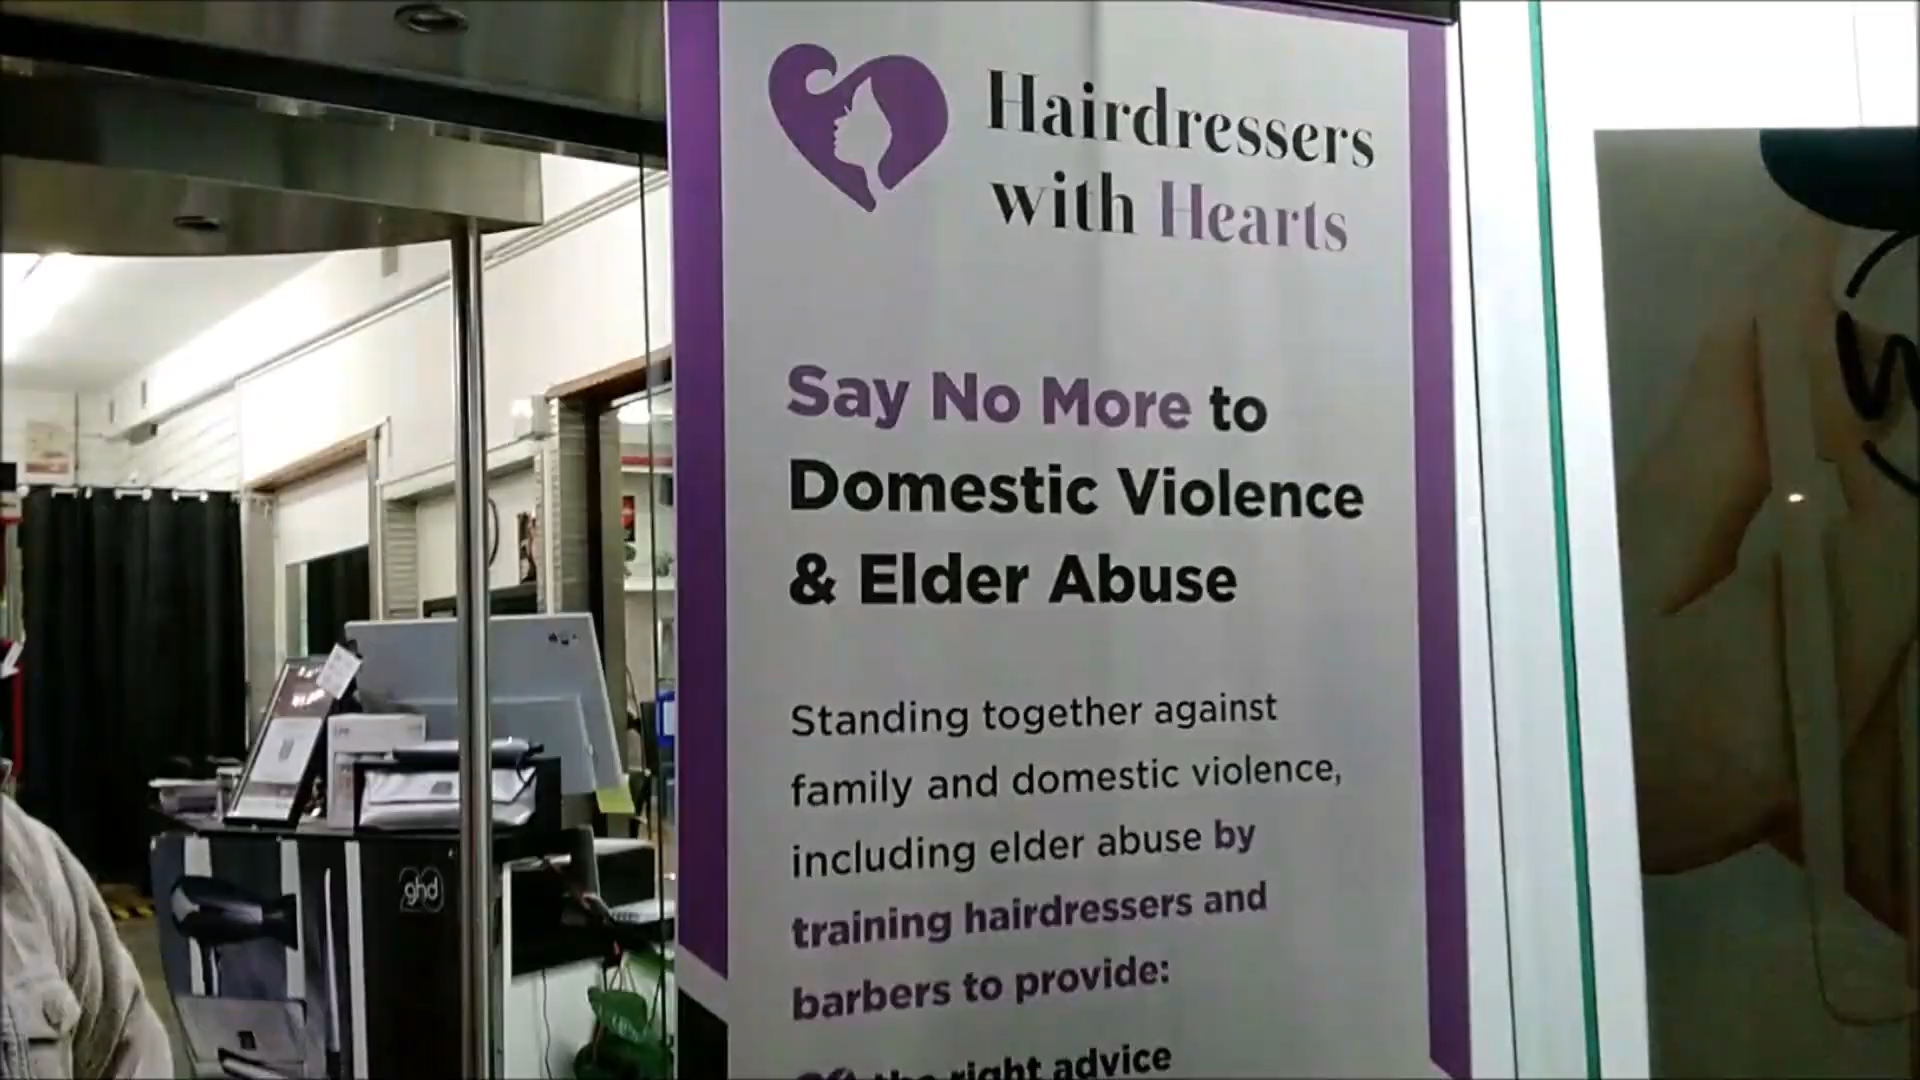 Hairdressers
with Hearts
Say No More to
Domestic Violence
& Elder Abuse
Standing together against
family and domestic violence,
including elder abuse by
training hairdressers and
barbers to provide:
the right advice
ghd